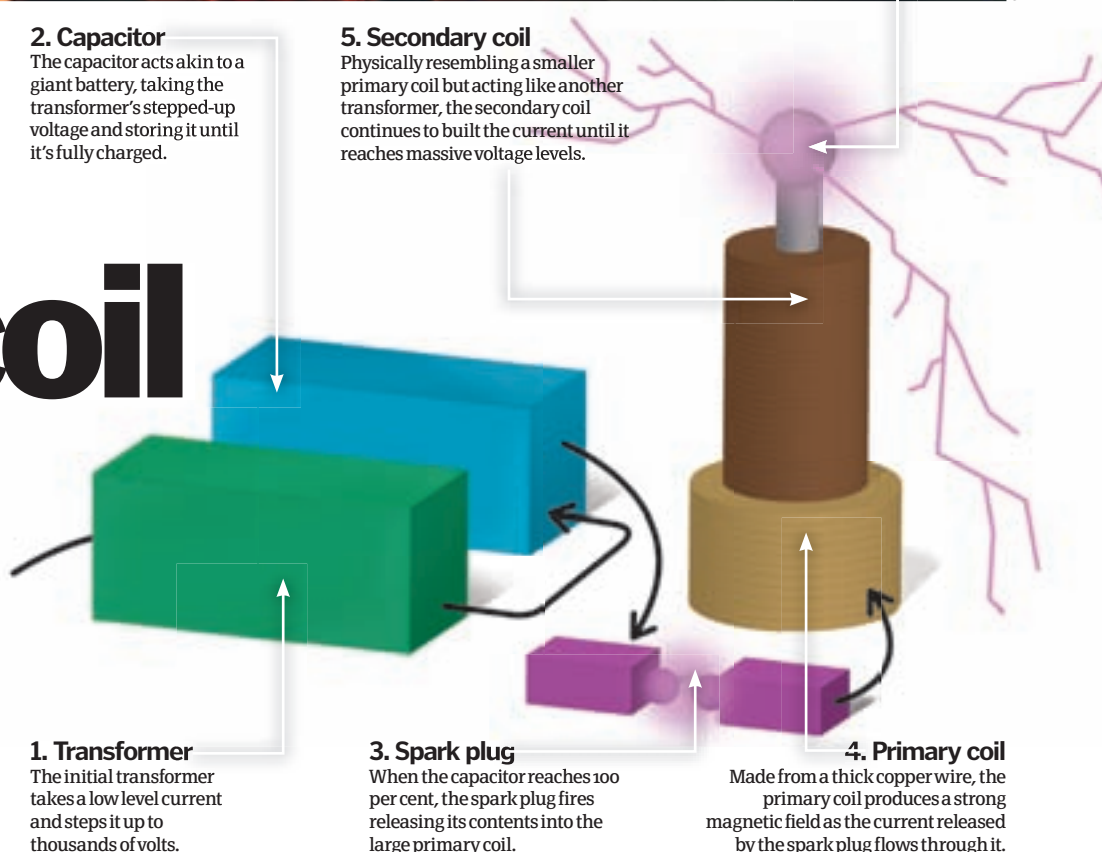 2. Capacitor
The capacitor acts akin to a
giant battery, taking the
transformer's stepped-up
voltage and storing it until
it's fully charged.
5. Secondary coil
Physically resembling a smaller
primary coil but acting like another
transformer, the secondary coil
continues to built the current until it
reaches massive voltage levels.
coil
1. Transformer
The initial transformer
takes a low level current
and steps it up to
thousands of volts.
3. Spark plug
When the capacitor reaches 100
per cent, the spark plug fires
releasing its contents into the
large primary coil.
4. Primary coil
Made from a thick copper wire, the
primary coil produces a strong
magnetic field as the current released
by the spark plug flows through it.